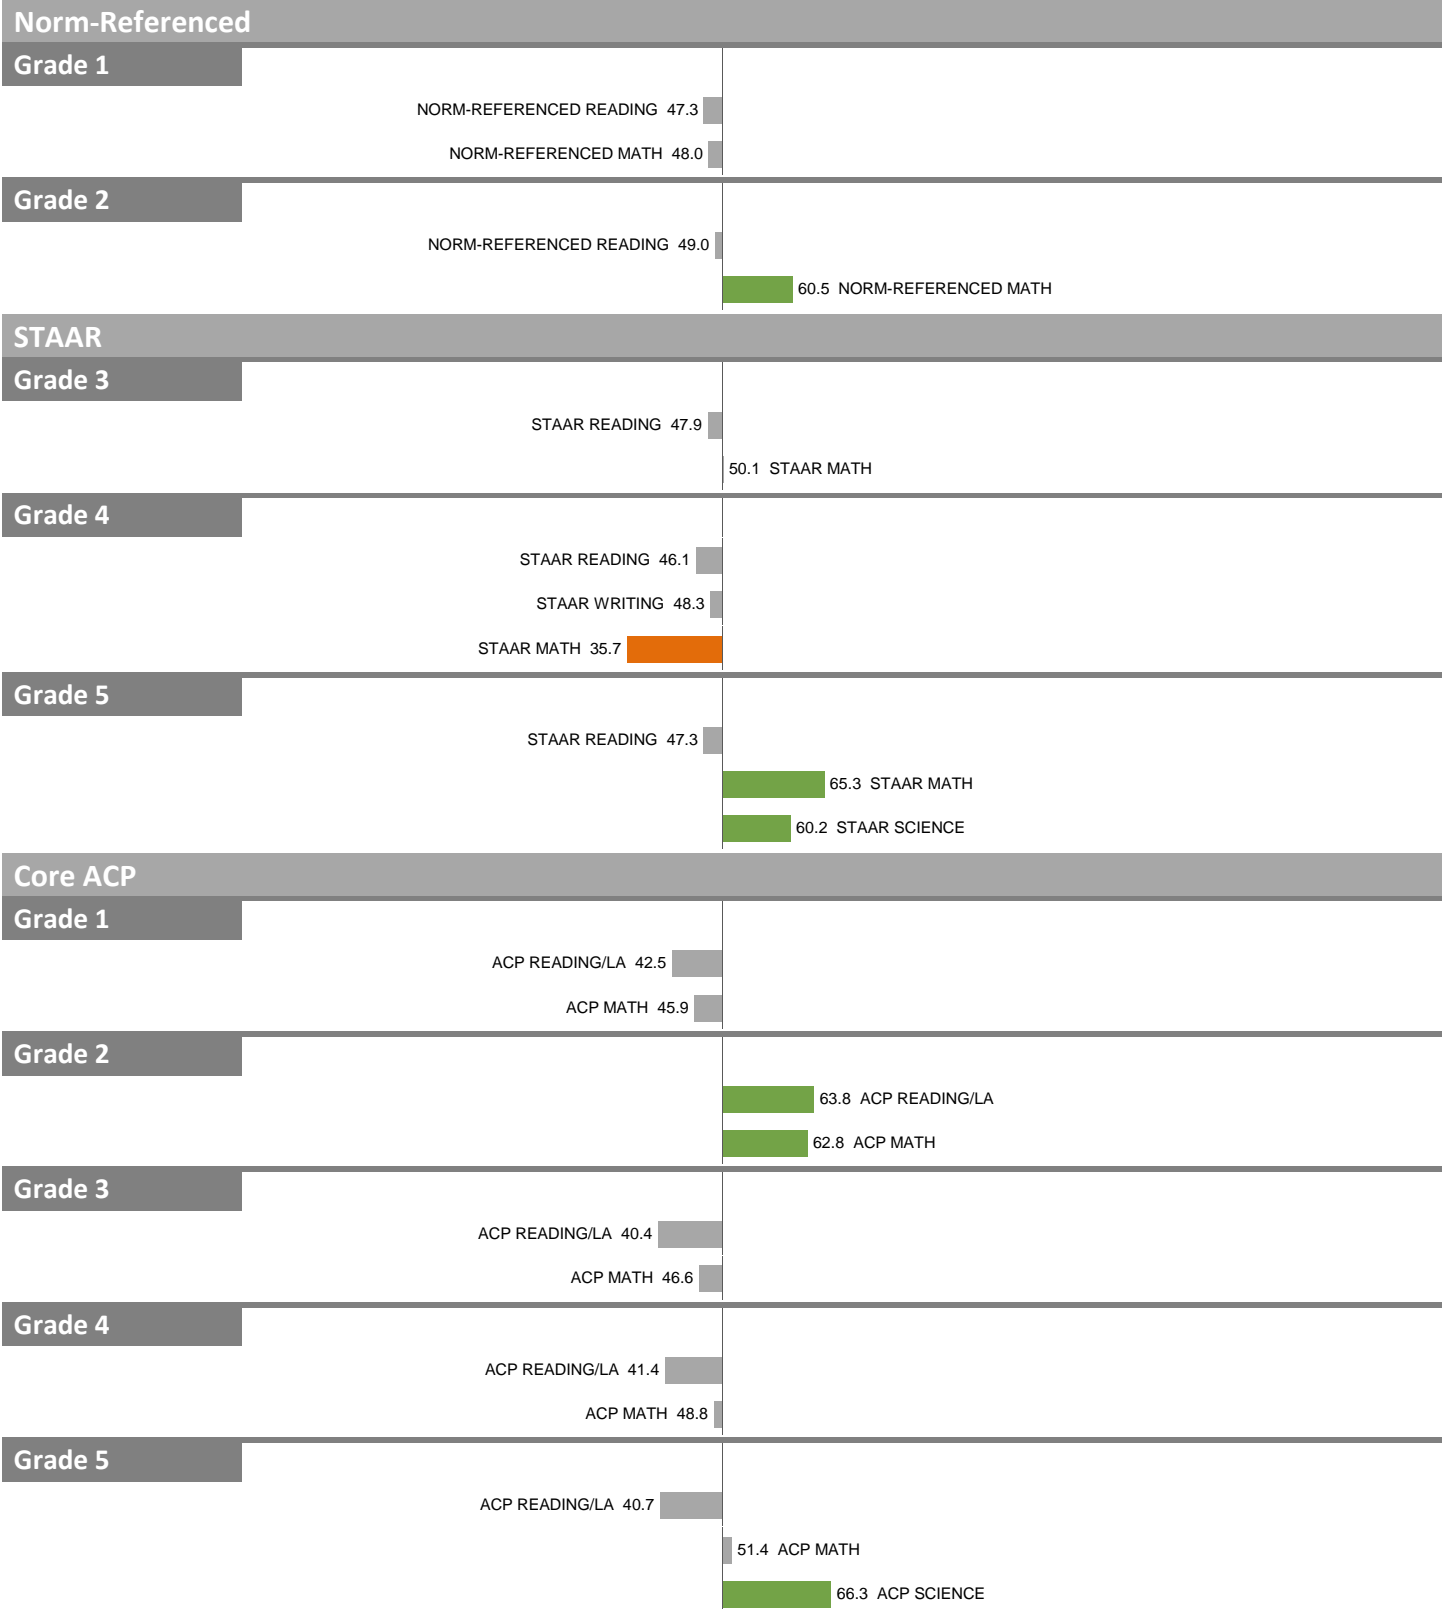 Norm-Referenced
Grade 1
NORM-REFERENCED READING 47.3
NORM-REFERENCED MATH 48.0
Grade 2
NORM-REFERENCED READING 49.0
60.5 NORM-REFERENCED MATH
STAAR
Grade 3
STAAR READING 47.9
50.1 STAAR MATH
Grade 4
STAAR READING 46.1
STAAR WRITING 48.3
STAAR MATH 35.7
Grade 5
STAAR READING 47.3
65.3 STAAR MATH
60.2 STAAR SCIENCE
Core ACP
Grade 1
ACP READING/LA 42.5
ACP MATH 45.9
Grade 2
63.8 ACP READING/LA
62.8 ACP MATH
Grade 3
ACP READING/LA 40.4
ACP MATH 46.6
Grade 4
ACP READING/LA 41.4
ACP MATH 48.8
Grade 5
ACP READING/LA 40.7
51.4 ACP MATH
66.3 ACP SCIENCE